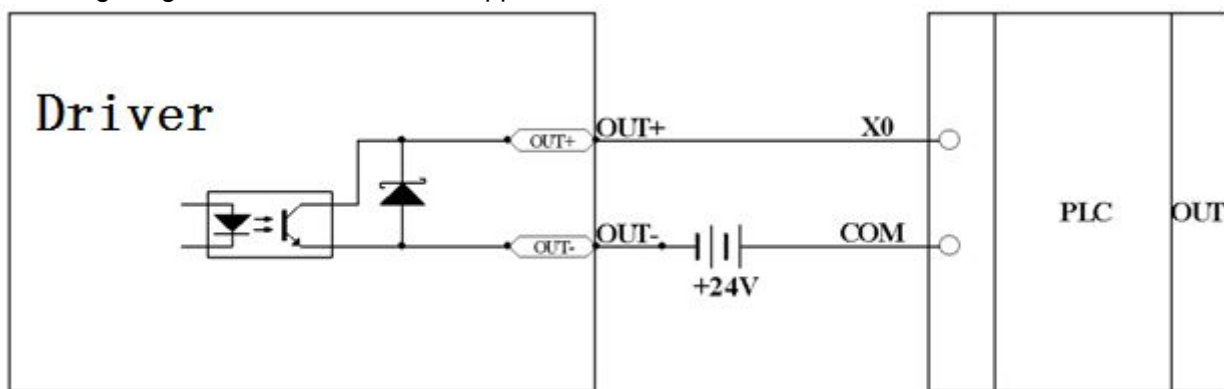 Driver
OUT+
OUT+
X0
OUT-
OUT-
COM
+24V
PLC
OUT